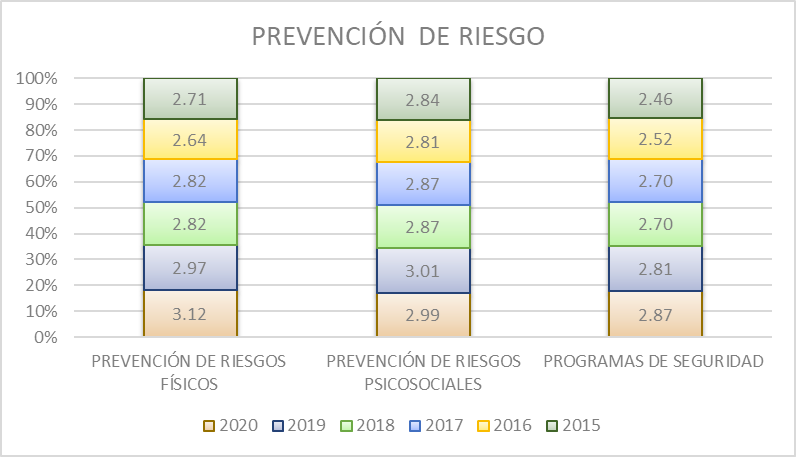 PREVENCIÓN DE RIESGO
100%
90%
80%
70%
60%
50%
40%
30%
20%
10%
0%
2.71 2.84 2.46
2.64 2.81 2.52
2.82 2.87 2.70
2.82 2.87 2.70
2.97 3.01 2.81
3.12 2.99 2.87
PREVENCIÓN DE RIESGOS FÍSICOS
PREVENCIÓN DE RIESGOS PSICOSOCIALES
PROGRAMAS DE SEGURIDAD
2020 2019 2018 2017 2016 2015